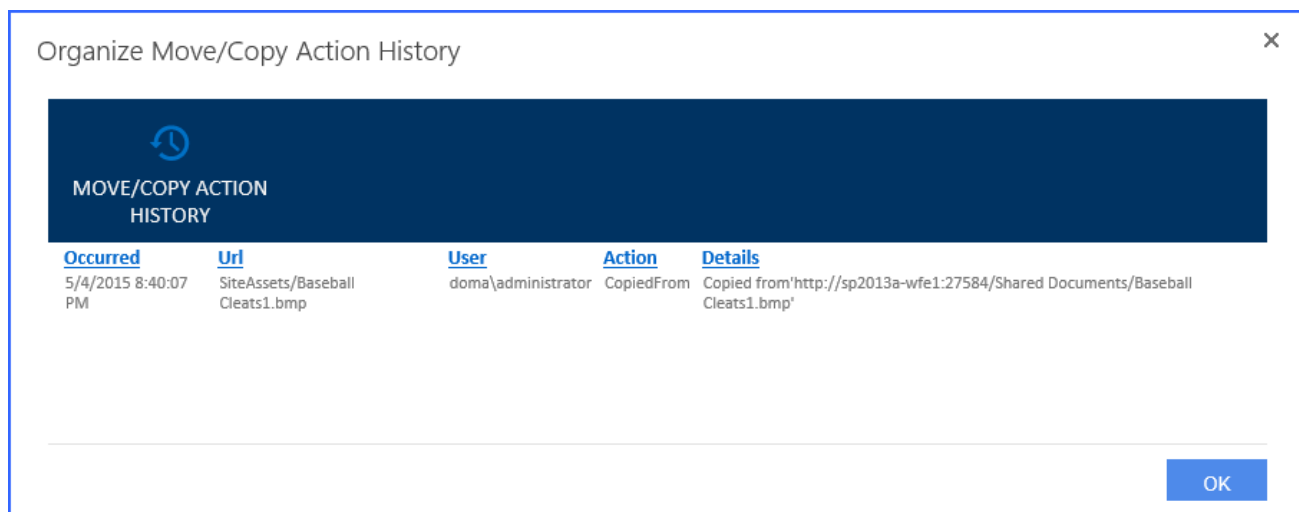 Organize Move/Copy Action History
MOVE/COPY ACTION
HISTORY
Occurred Url User Action Details
5/4/2015 8:40:07 SiteAssets/Baseball doma\administrator CopiedFrom Copied from'http://sp2013a-wfe1:27584/Shared Documents/Baseball
PM Cleats1.bmp Cleats1.bmp'
OK